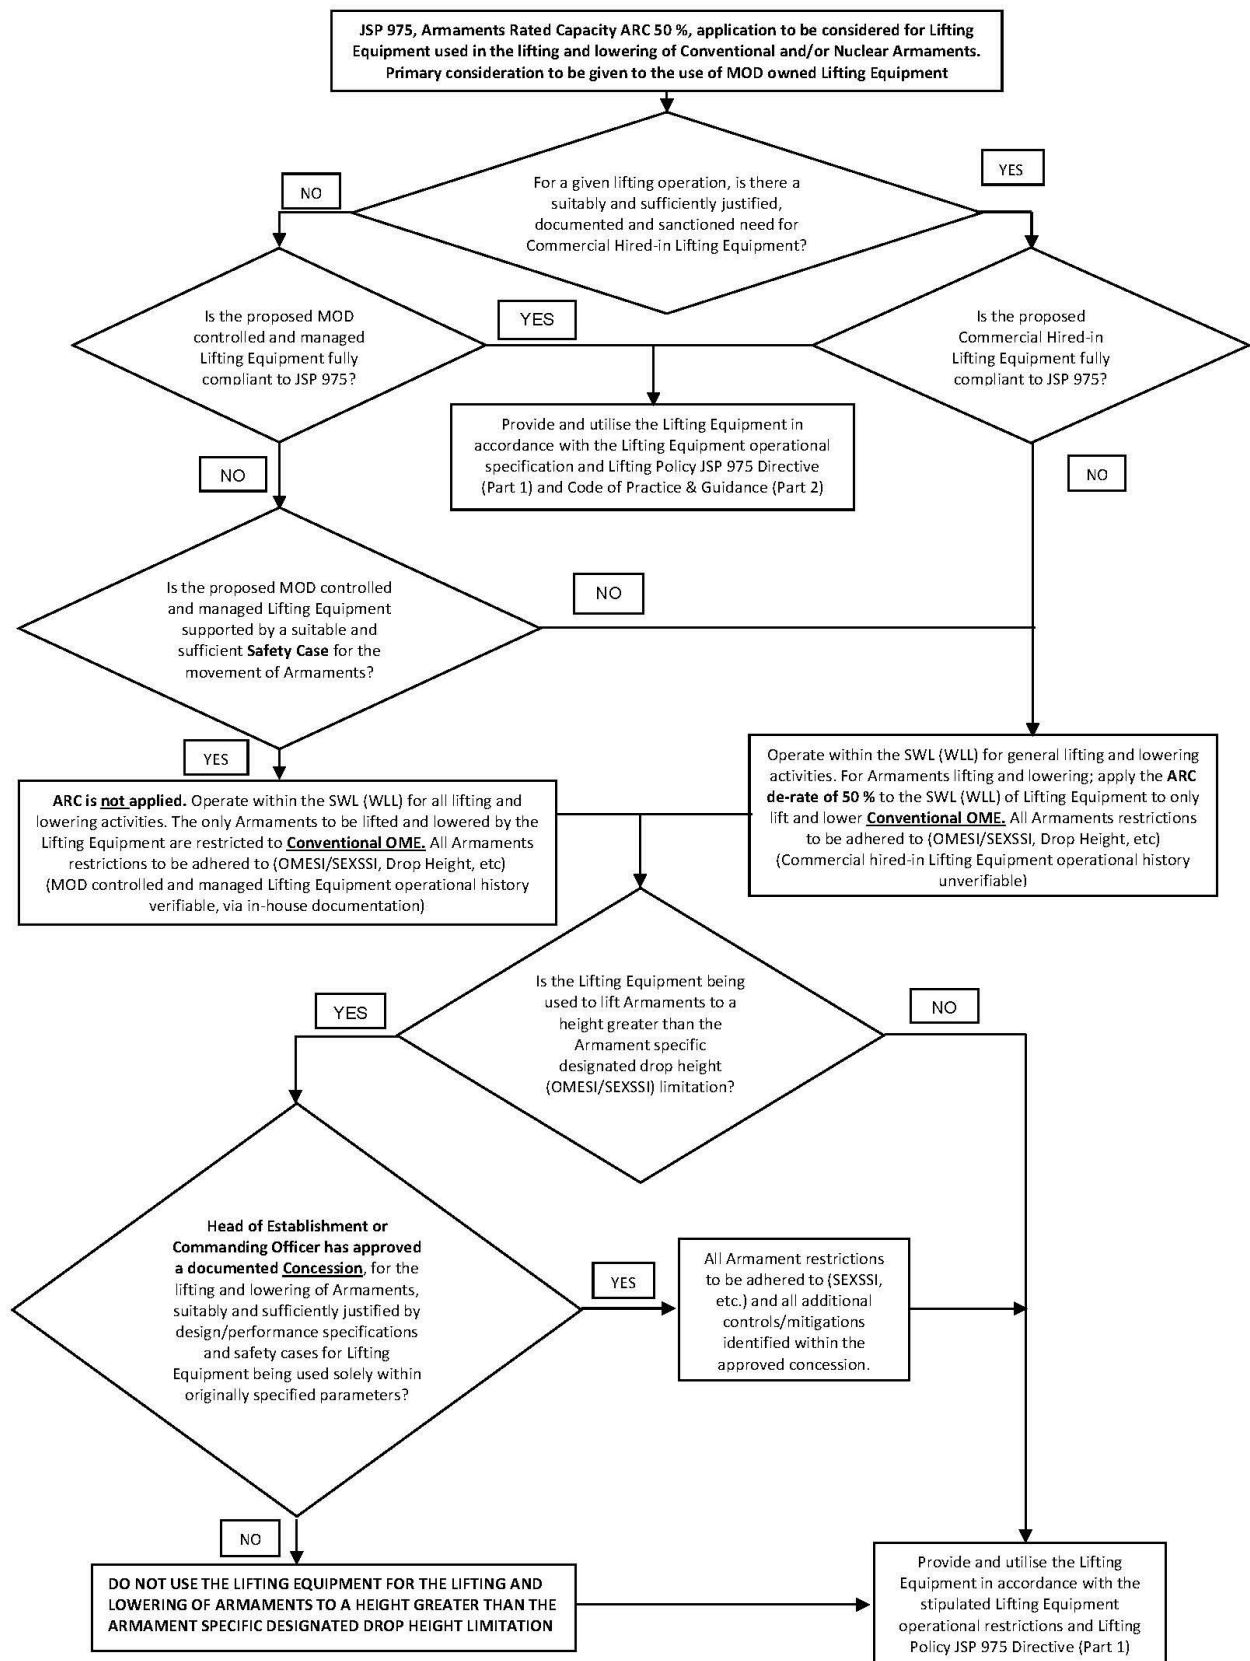 JSP 975, Armaments Rated Capacity ARC 50 %, application to be considered for Lifting
Equipment used in the lifting and lowering of Conventional and/or Nuclear Armaments.
Primary consideration to be given to the use of MOD owned Lifting Equipment
For a given lifting operation, is there a
suitably and sufficiently justified,
documented and sanctioned need for
Commercial Hired-in Lifting Equipment?
NO
YES
Is the proposed MOD
controlled and managed
Lifting Equipment fully
compliant to JSP 975?
YES
Is the proposed
Commercial Hired-in
Lifting Equipment fully
compliant to JSP 975?
Provide and utilise the Lifting Equipment in
accordance with the Lifting Equipment operational
specification and Lifting Policy JSP 975 Directive
(Part 1) and Code of Practice & Guidance (Part 2)
NO
NO
Is the proposed MOD controlled
and managed Lifting Equipment
supported by a suitable and
sufficient Safety Case for the
movement of Armaments?
NO
YES
ARC is not applied. Operate within the SWL (WLL) for all lifting and
lowering activities. The only Armaments to be lifted and lowered by the
Lifting Equipment are restricted to Conventional OME. All Armaments
restrictions to be adhered to (OMESI/SEXSSI, Drop Height, etc)
(MOD controlled and managed Lifting Equipment operational history
verifiable, via in-house documentation)
Operate within the SWL (WLL) for general lifting and lowering
activities. For Armaments lifting and lowering; apply the ARC
de-rate of 50 % to the SWL (WLL) of Lifting Equipment to only
lift and lower Conventional OME. All Armaments restrictions
to be adhered to (OMESI/SEXSSI, Drop Height, etc)
(Commercial hired-in Lifting Equipment operational history
unverifiable)
Is the Lifting Equipment being
used to lift Armaments to a
height greater than the
Armament specific
designated drop height
(OMESI/SEXSSI) limitation?
YES
NO
Head of Establishment or
Commanding Officer has approved
a documented Concession, for the
lifting and lowering of Armaments,
suitably and sufficiently justified by
design/performance specifications
and safety cases for Lifting
Equipment being used solely within
originally specified parameters?
YES
All Armament restrictions
to be adhered to (SEXSSI,
etc.) and all additional
controls/mitigations
identified within the
approved concession.
NO
DO NOT USE THE LIFTING EQUIPMENT FOR THE LIFTING AND
LOWERING OF ARMAMENTS TO A HEIGHT GREATER THAN THE
ARMAMENT SPECIFIC DESIGNATED DROP HEIGHT LIMITATION
Provide and utilise the Lifting
Equipment in accordance with the
stipulated Lifting Equipment
operational restrictions and Lifting
Policy JSP 975 Directive (Part 1)